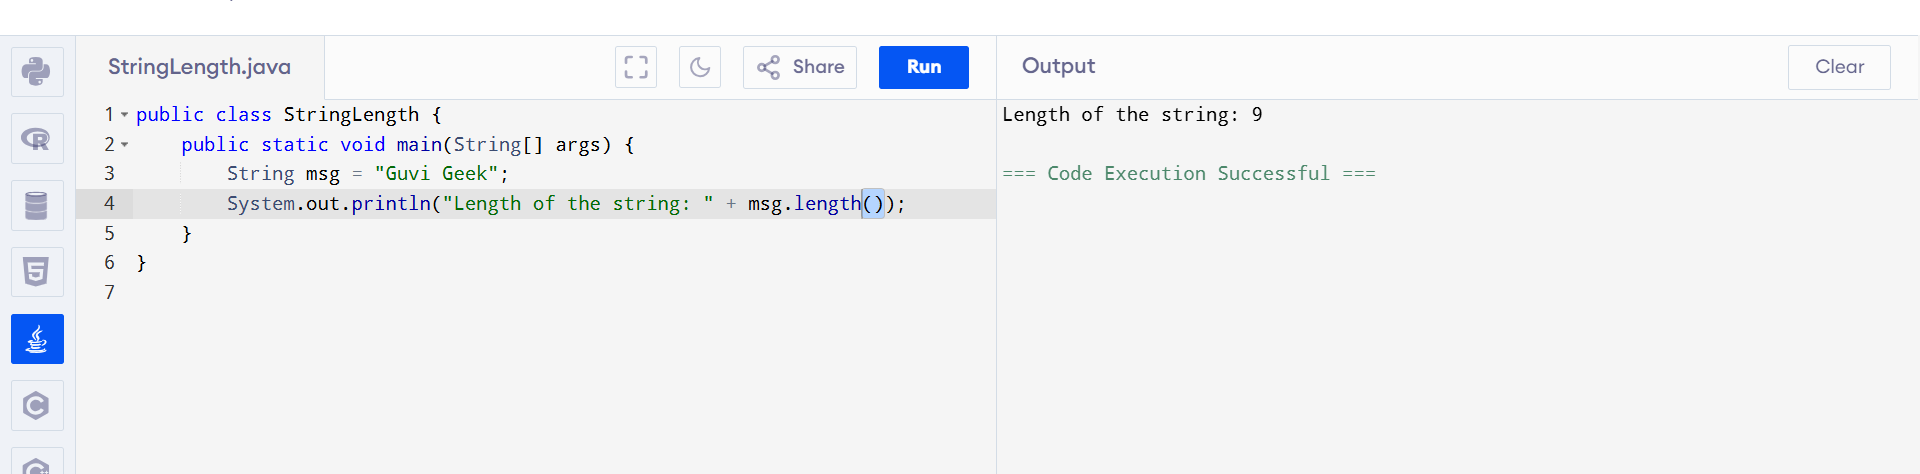 StringLength.java
Share
Run
Output
Clear
1 public class StringLength {
2 public static void main(String[] args) {
3 String msg = "Guvi Geek";
4 System.out.println("Length of the string: " + msg.length());
5 }
6 }
7
Length of the string: 9
=== Code Execution Successful ===